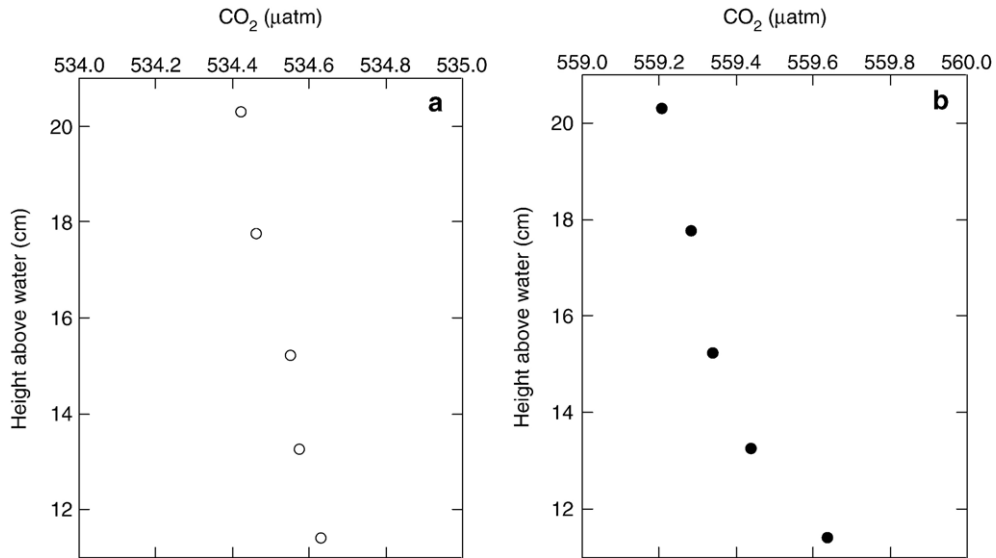 CO₂ (μatm)
534.0 534.2 534.4 534.6 534.8 535.0
a
20
18
16
14
12
Height above water (cm)
CO₂ (μatm)
559.0 559.2 559.4 559.6 559.8 560.0
b
20
18
16
14
12
Height above water (cm)